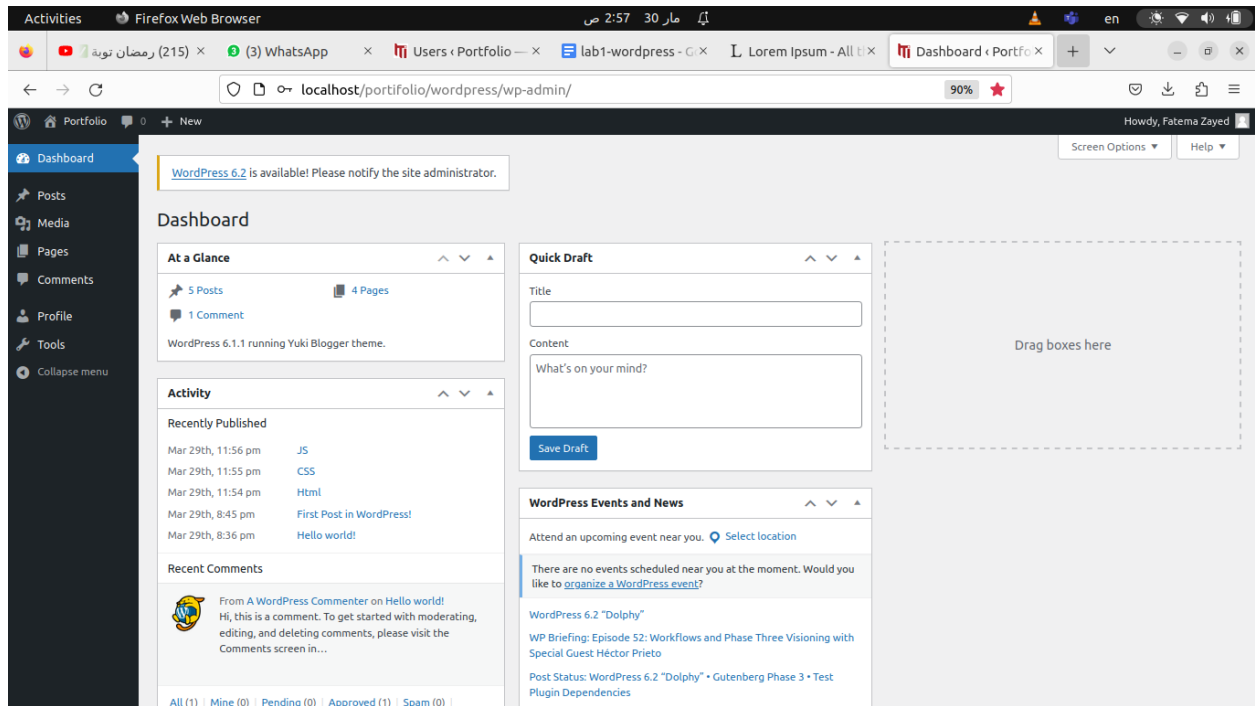 Activities Firefox Web Browser 2:57 ص مار 30 en
(215) رمضان توبة × (3) WhatsApp × Users ‹ Portfolio — × lab1-wordpress - Go × Lorem Ipsum - All t × Dashboard ‹ Portfo ×
localhost/portifolio/wordpress/wp-admin/ 90%
Portfolio 0 + New Howdy, Fatema Zayed
Dashboard
Posts
Media
Pages
Comments
Profile
Tools
Collapse menu
Screen Options ▼ Help ▼
WordPress 6.2 is available! Please notify the site administrator.
Dashboard
At a Glance
5 Posts 4 Pages
1 Comment
WordPress 6.1.1 running Yuki Blogger theme.
Activity
Recently Published
Mar 29th, 11:56 pm JS
Mar 29th, 11:55 pm CSS
Mar 29th, 11:54 pm Html
Mar 29th, 8:45 pm First Post in WordPress!
Mar 29th, 8:36 pm Hello world!
Recent Comments
From A WordPress Commenter on Hello world!
Hi, this is a comment. To get started with moderating,
editing, and deleting comments, please visit the
Comments screen in…
All (1) | Mine (0) | Pending (0) | Approved (1) | Spam (0) |
Quick Draft
Title
Content
What's on your mind?
Save Draft
WordPress Events and News
Attend an upcoming event near you. Select location
There are no events scheduled near you at the moment. Would you
like to organize a WordPress event?
WordPress 6.2 “Dolphy”
WP Briefing: Episode 52: Workflows and Phase Three Visioning with
Special Guest Héctor Prieto
Post Status: WordPress 6.2 “Dolphy” • Gutenberg Phase 3 • Test
Plugin Dependencies
Drag boxes here